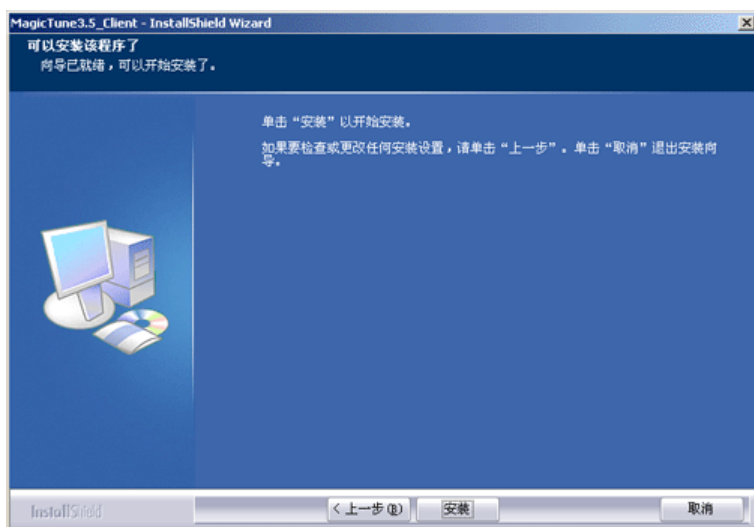 MagicTune3.5_Client - InstallShield Wizard
可以安装该程序了
向导已就绪，可以开始安装了。
单击“安装”以开始安装。
如果要检查或更改任何安装设置，请单击“上一步”。单击“取消”退出安装向
导。
InstallShield
< 上一步(B)
安装
取消